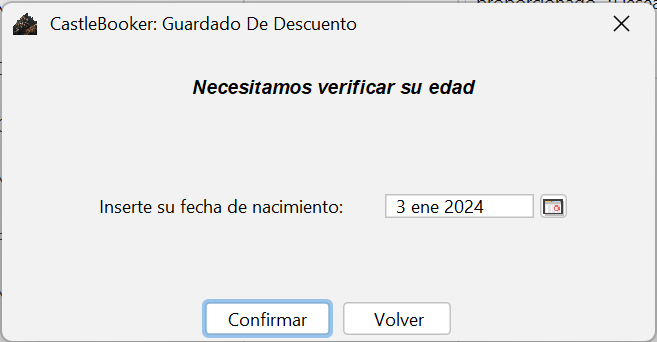 CastleBooker: Guardado De Descuento
Necesitamos verificar su edad
Inserte su fecha de nacimiento: 3 ene 2024
Confirmar Volver